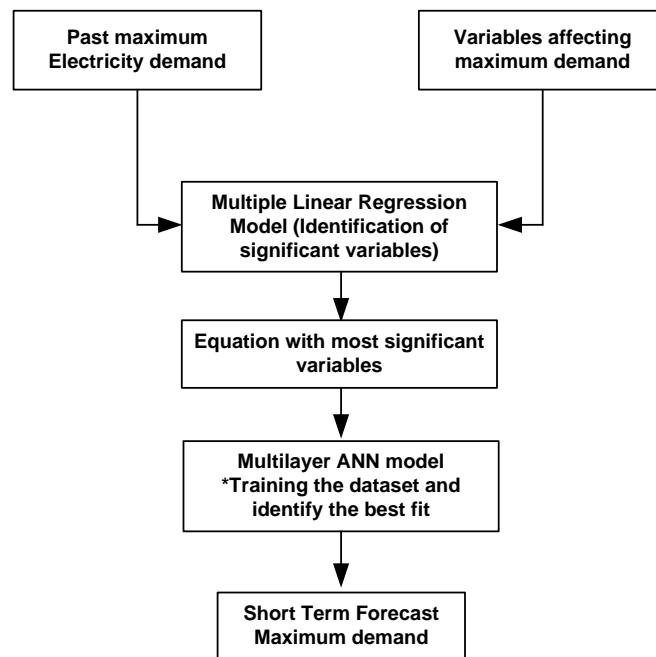 Past maximum
Electricity demand
Variables affecting
maximum demand
Multiple Linear Regression
Model (Identification of
significant variables)
Equation with most significant
variables
Multilayer ANN model
*Training the dataset and
identify the best fit
Short Term Forecast
Maximum demand